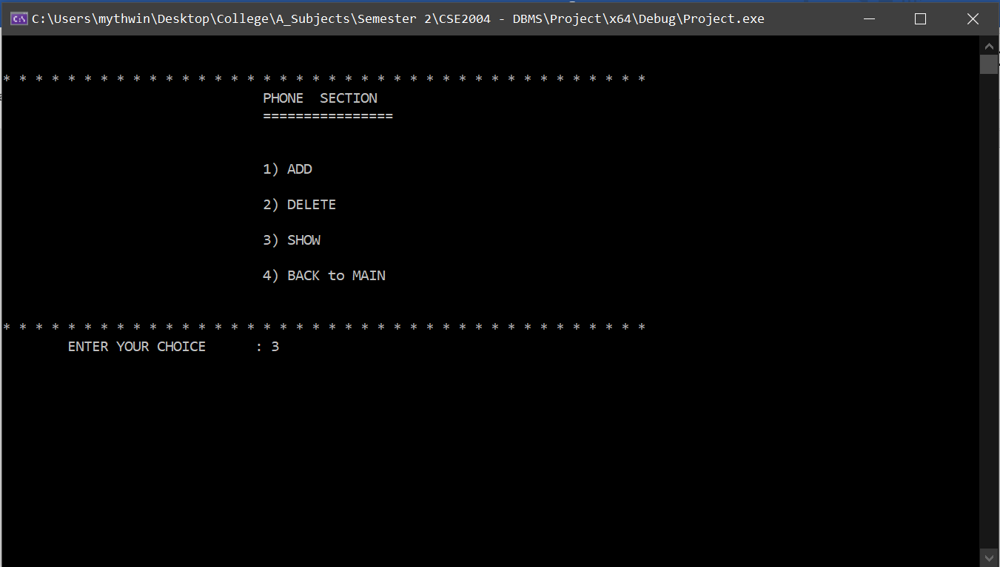 C:\Users\mythwin\Desktop\College\A_Subjects\Semester 2\CSE2004 - DBMS\Project\x64\Debug\Project.exe
* * * * * * * * * * * * * * * * * * * * * * * * * * * * * * * * * * * * * * * *
PHONE  SECTION
================
1) ADD
2) DELETE
3) SHOW
4) BACK to MAIN
* * * * * * * * * * * * * * * * * * * * * * * * * * * * * * * * * * * * * * * *
ENTER YOUR CHOICE      : 3